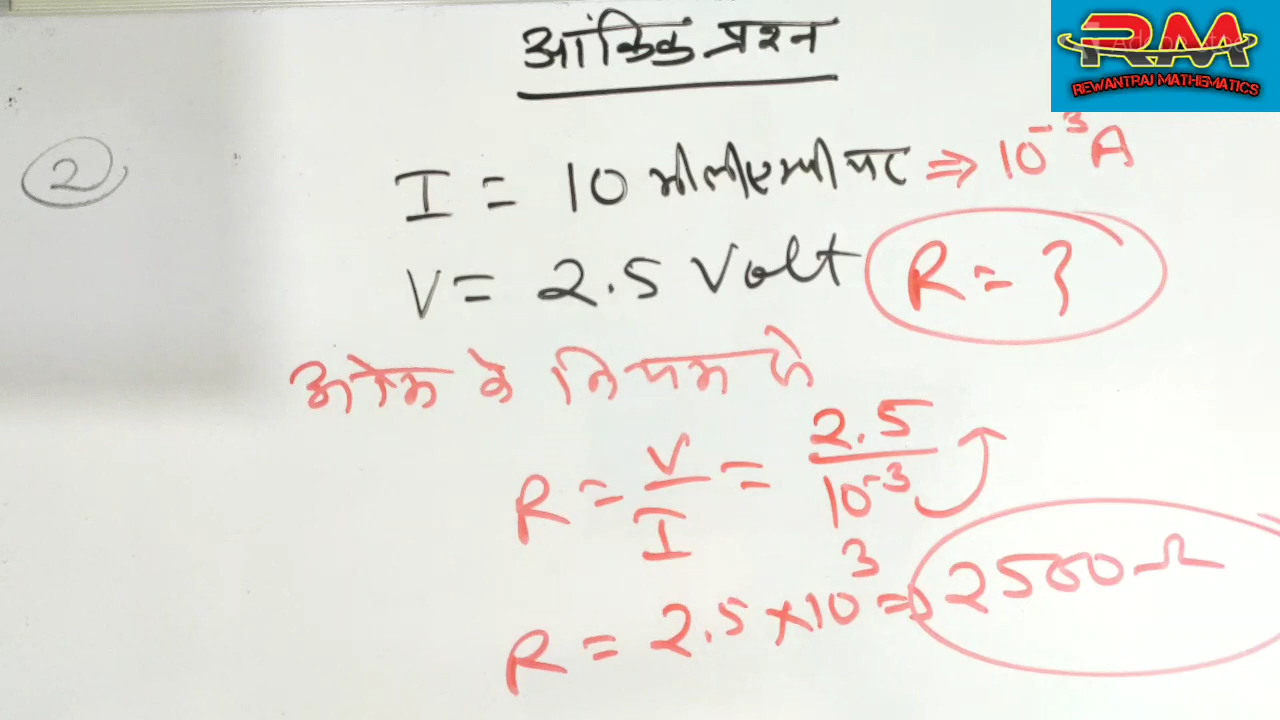 आंकिक प्रश्न
RM
REWANTRAJ MATHEMATICS
2
I = 10 मीलीएम्पीयर ⇒ 10⁻³A
V = 2.5 Volt R = ?
ओम के नियम से
R = V/I = 2.5/10⁻³
R = 2.5 × 10³ ⇒ 2500 Ω